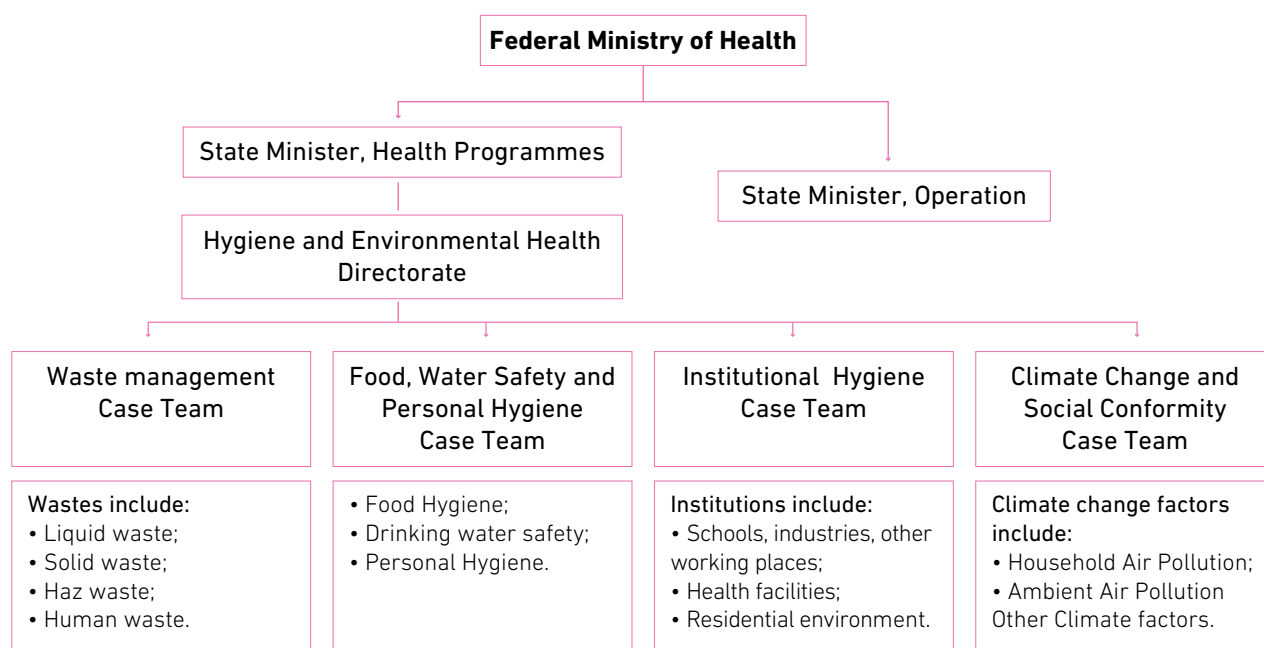 Federal Ministry of Health
State Minister, Health Programmes
State Minister, Operation
Hygiene and Environmental Health
Directorate
Waste management
Case Team
Food, Water Safety and
Personal Hygiene
Case Team
Institutional Hygiene
Case Team
Climate Change and
Social Conformity
Case Team
Wastes include:
• Liquid waste;
• Solid waste;
• Haz waste;
• Human waste.
• Food Hygiene;
• Drinking water safety;
• Personal Hygiene.
Institutions include:
• Schools, industries, other
working places;
• Health facilities;
• Residential environment.
Climate change factors
include:
• Household Air Pollution;
• Ambient Air Pollution
Other Climate factors.